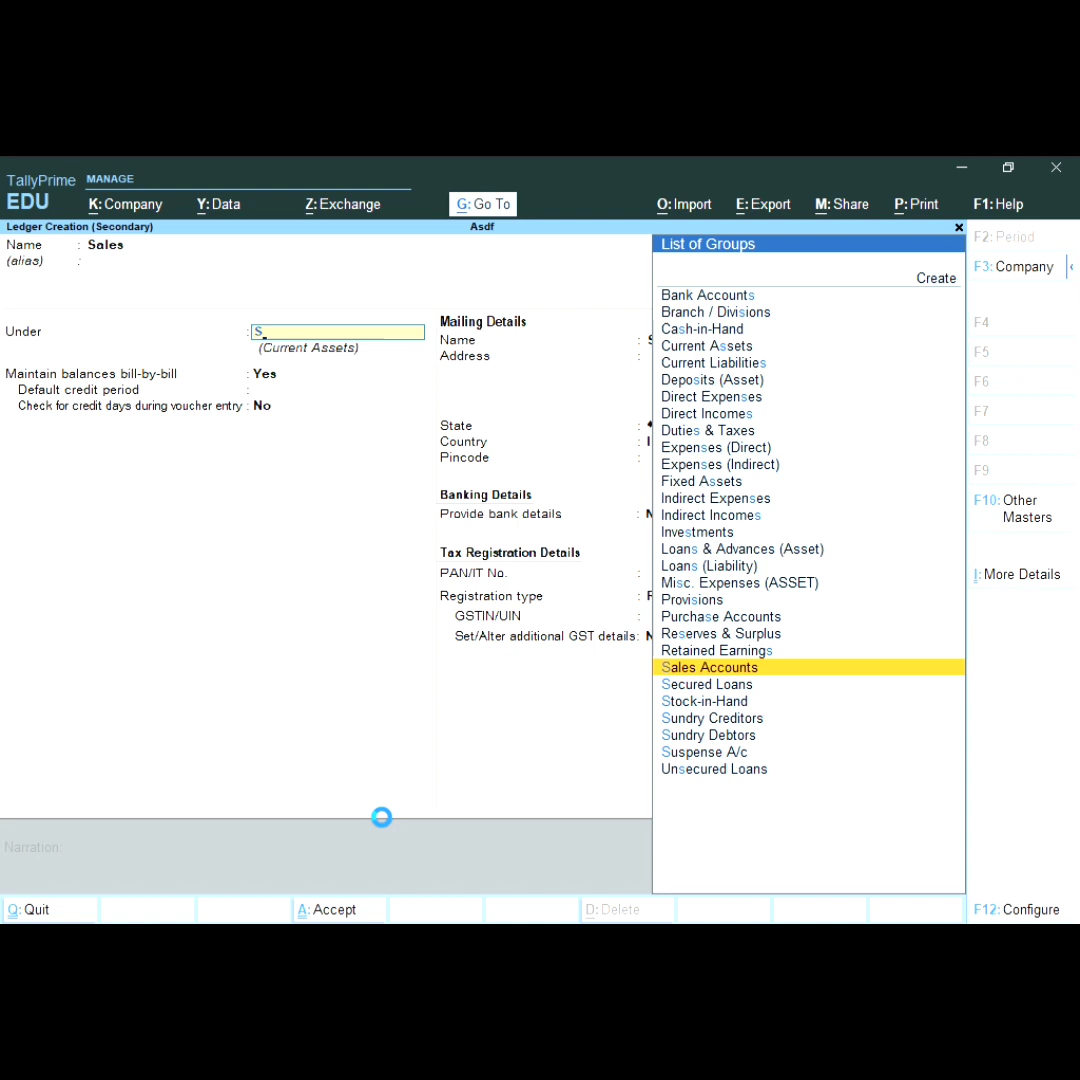 TallyPrime MANAGE
EDU K: Company Y: Data Z: Exchange G: Go To O: Import E: Export M: Share P: Print F1: Help
Ledger Creation (Secondary) Asdf
Name : Sales
(alias) :
Under : S
(Current Assets)
Maintain balances bill-by-bill : Yes
Default credit period :
Check for credit days during voucher entry : No
Mailing Details
Name :
Address :
State :
Country :
Pincode :
Banking Details
Provide bank details :
Tax Registration Details
PAN/IT No. :
Registration type :
GSTIN/UIN :
Set/Alter additional GST details:
Narration:
List of Groups
Create
Bank Accounts
Branch / Divisions
Cash-in-Hand
Current Assets
Current Liabilities
Deposits (Asset)
Direct Expenses
Direct Incomes
Duties & Taxes
Expenses (Direct)
Expenses (Indirect)
Fixed Assets
Indirect Expenses
Indirect Incomes
Investments
Loans & Advances (Asset)
Loans (Liability)
Misc. Expenses (ASSET)
Provisions
Purchase Accounts
Reserves & Surplus
Retained Earnings
Sales Accounts
Secured Loans
Stock-in-Hand
Sundry Creditors
Sundry Debtors
Suspense A/c
Unsecured Loans
F2: Period
F3: Company
F4
F5
F6
F7
F8
F9
F10: Other
Masters
I: More Details
Q: Quit A: Accept D: Delete F12: Configure